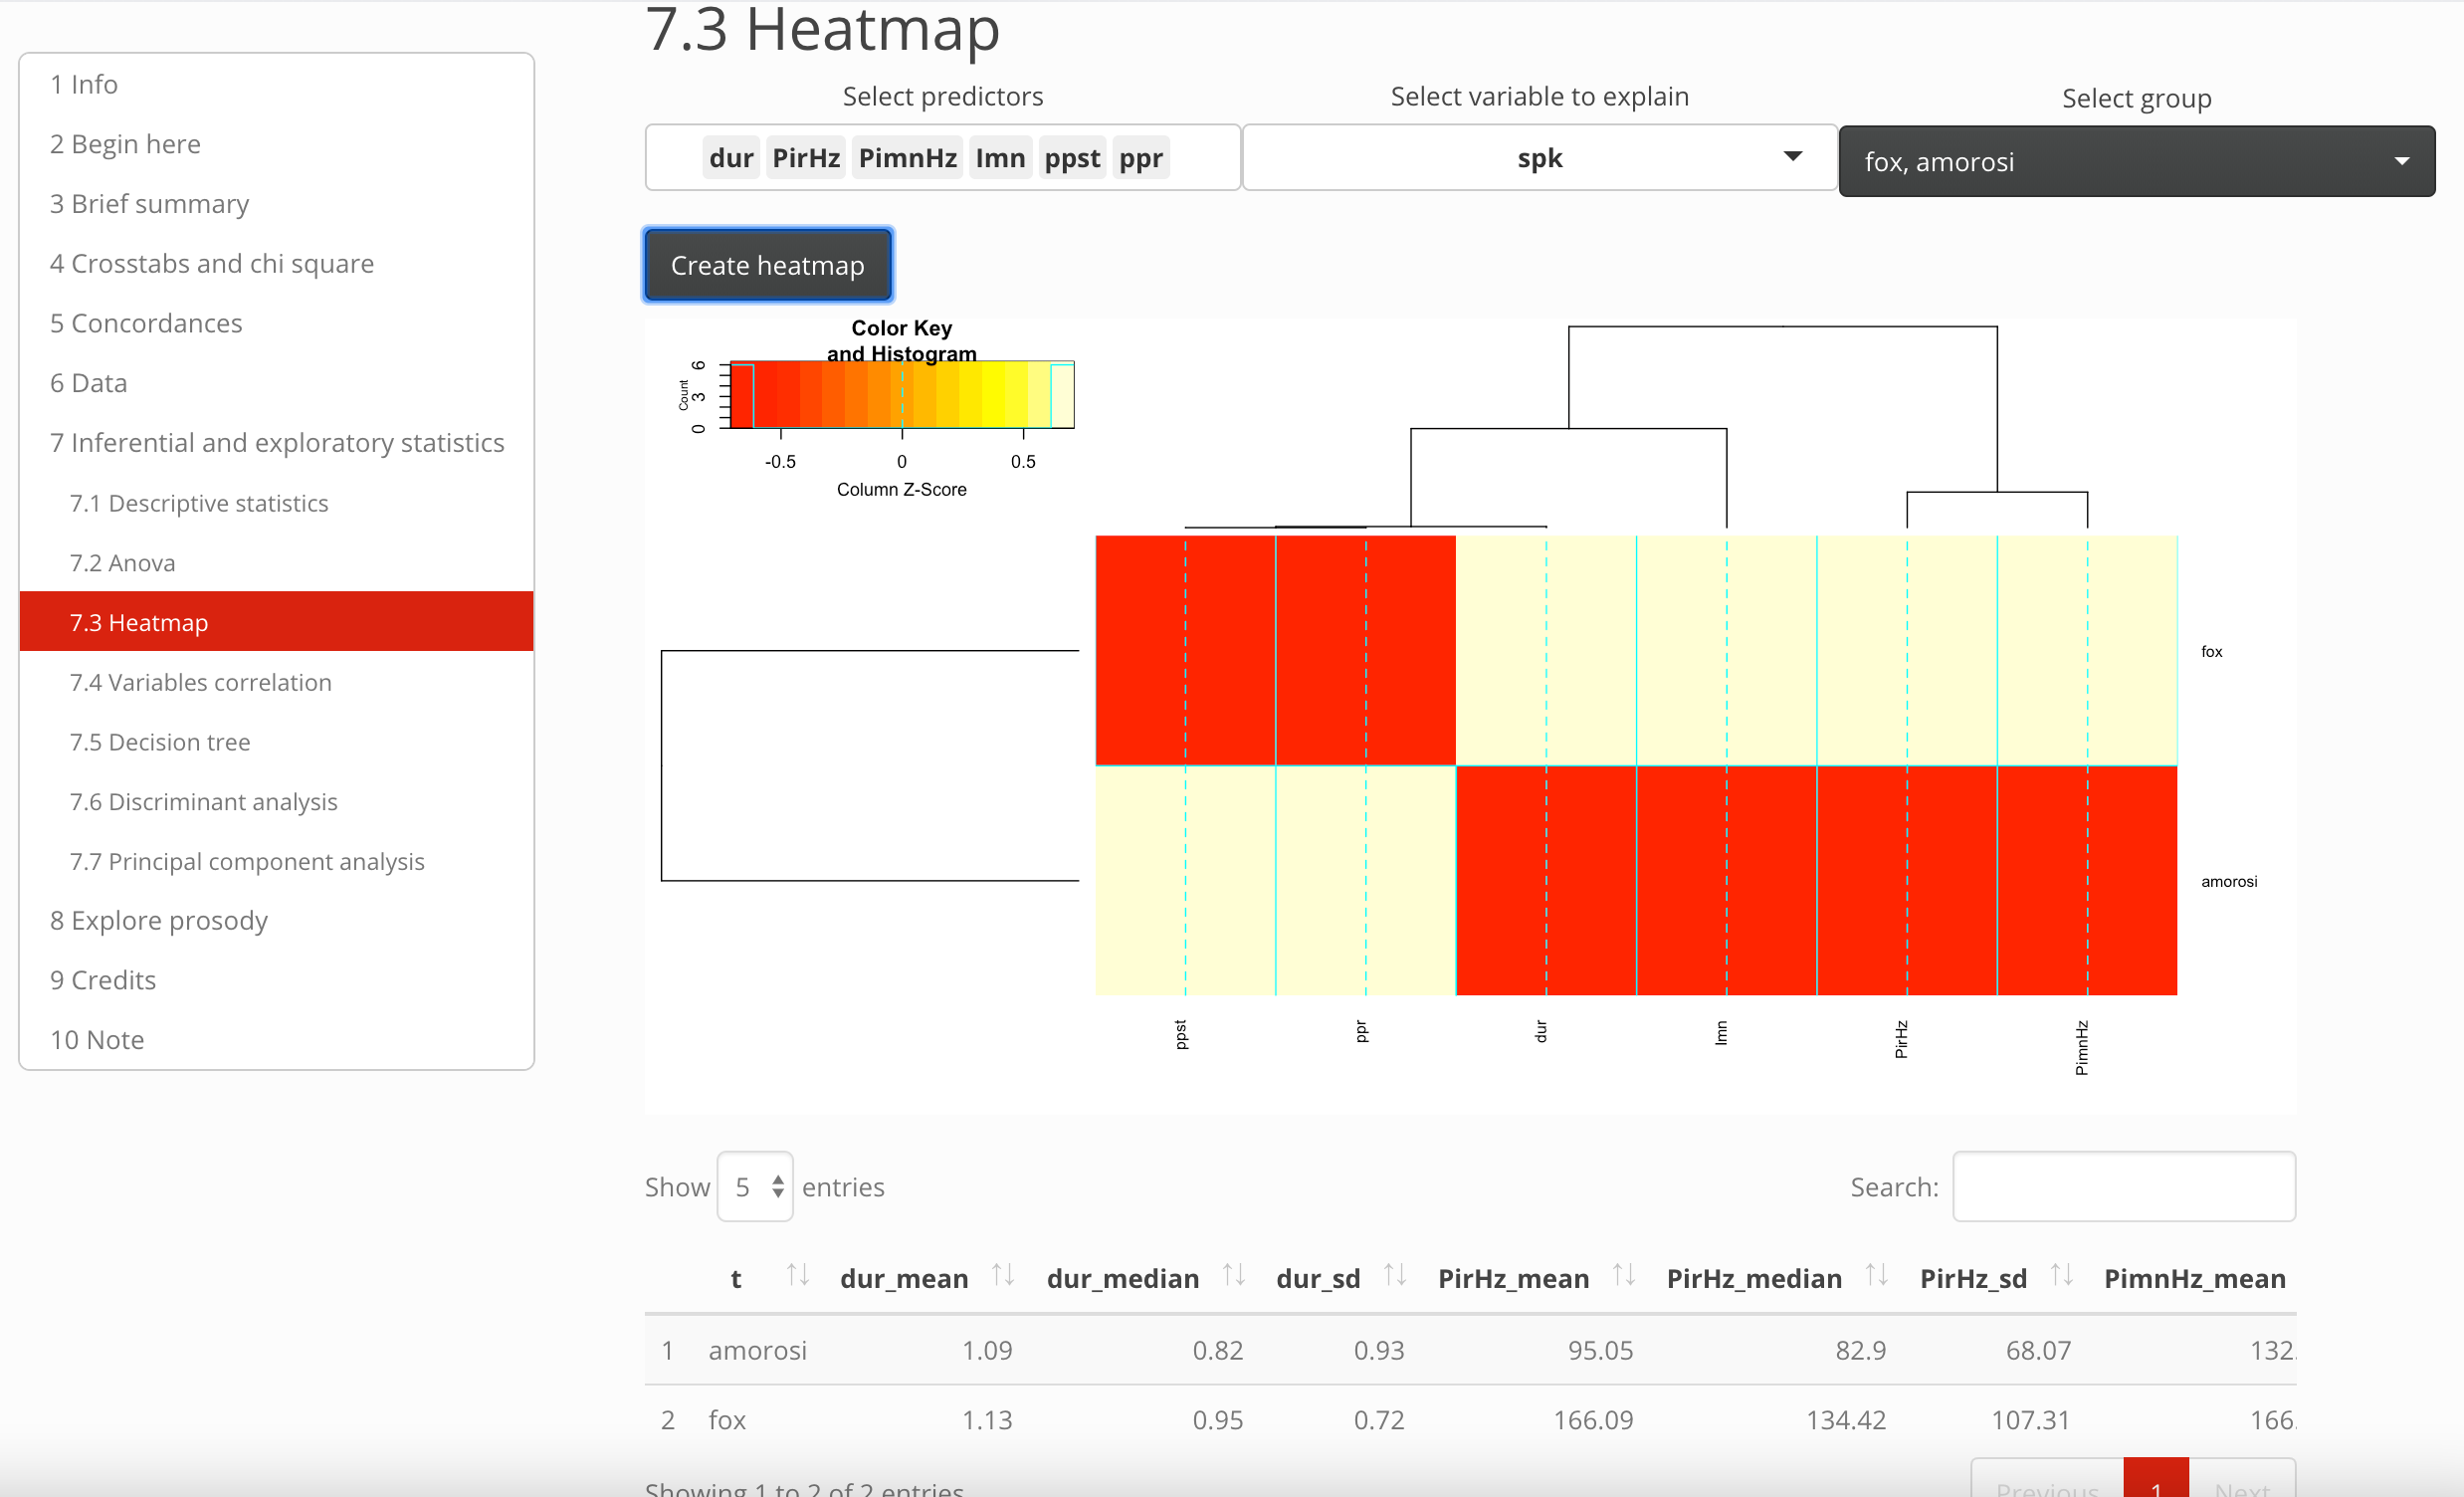 7.3 Heatmap
1 Info
2 Begin here
3 Brief summary
4 Crosstabs and chi square
5 Concordances
6 Data
7 Inferential and exploratory statistics
7.1 Descriptive statistics
7.2 Anova
7.3 Heatmap
7.4 Variables correlation
7.5 Decision tree
7.6 Discriminant analysis
7.7 Principal component analysis
8 Explore prosody
9 Credits
10 Note
Select predictors
dur PirHz PimnHz Imn ppst ppr
Select variable to explain
spk
Select group
fox, amorosi
Create heatmap
Color Key
and Histogram
Count
0 3 6
-0.5 0 0.5
Column Z-Score
fox
amorosi
ppst ppr dur Imn PirHz PimnHz
Show 5 entries
Search:
t dur_mean dur_median dur_sd PirHz_mean PirHz_median PirHz_sd PimnHz_mean
1 amorosi 1.09 0.82 0.93 95.05 82.9 68.07 132.
2 fox 1.13 0.95 0.72 166.09 134.42 107.31 166.
Showing 1 to 2 of 2 entries
Previous 1 Next